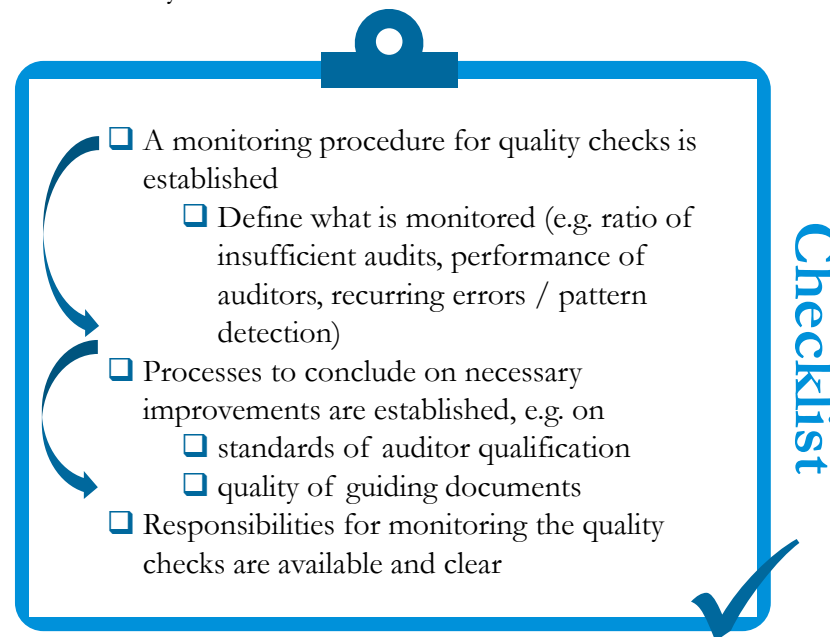 ❑ A monitoring procedure for quality checks is
established
❑ Define what is monitored (e.g. ratio of
insufficient audits, performance of
auditors, recurring errors / pattern
detection)
❑ Processes to conclude on necessary
improvements are established, e.g. on
❑ standards of auditor qualification
❑ quality of guiding documents
❑ Responsibilities for monitoring the quality
checks are available and clear
Checklist